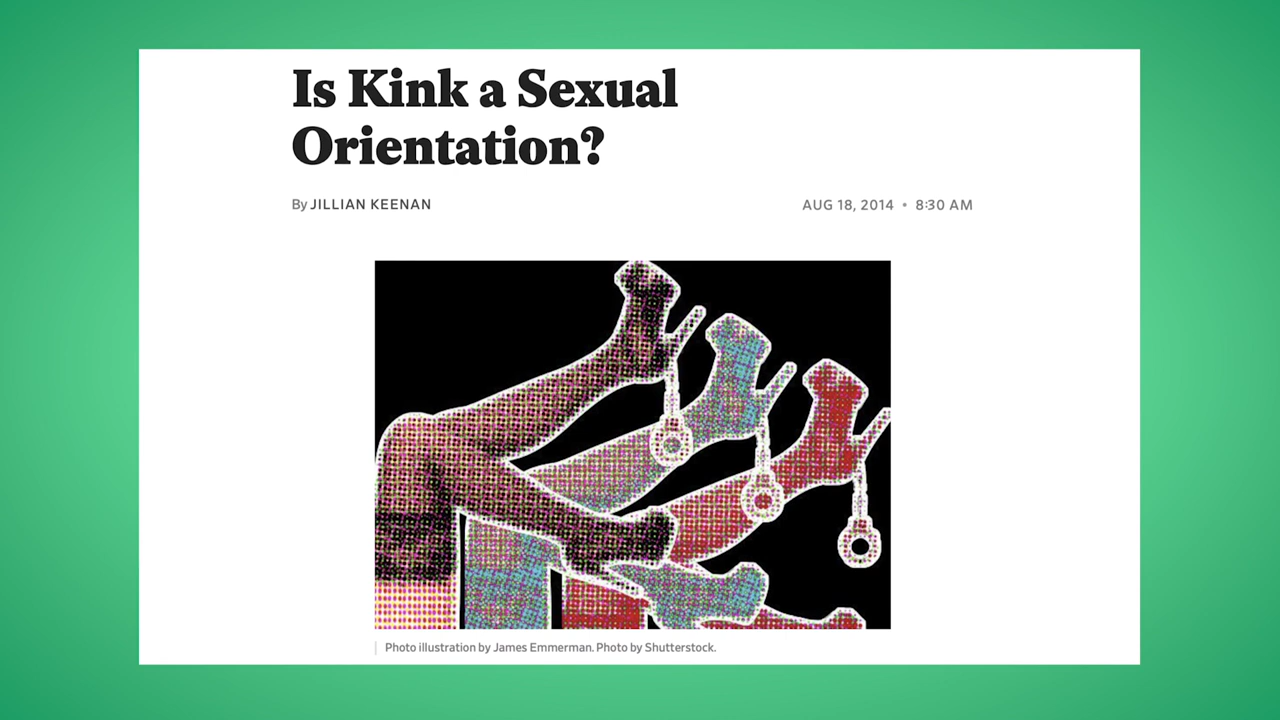 Is Kink a Sexual
Orientation?
By JILLIAN KEENAN
AUG 18, 2014 • 8:30 AM
Photo illustration by James Emmerman. Photo by Shutterstock.